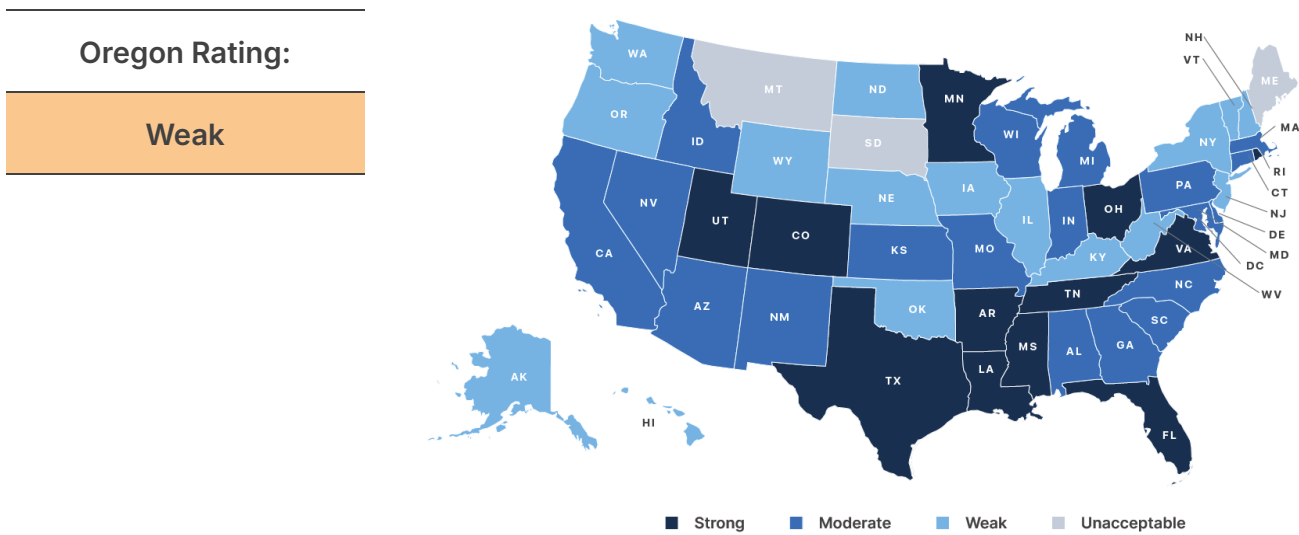 Oregon Rating:
Weak
NH
VT
WA
MT
ND
MN
ME
OR
ID
WI
MI
NY
MA
SD
WY
RI
CT
PA
NE
IA
NV
UT
CO
IL
IN
OH
NJ
DE
MD
DC
WV
VA
CA
KS
MO
KY
AZ
NM
OK
AR
TN
NC
SC
MS
AL
GA
LA
TX
FL
AK
HI
Strong
Moderate
Weak
Unacceptable